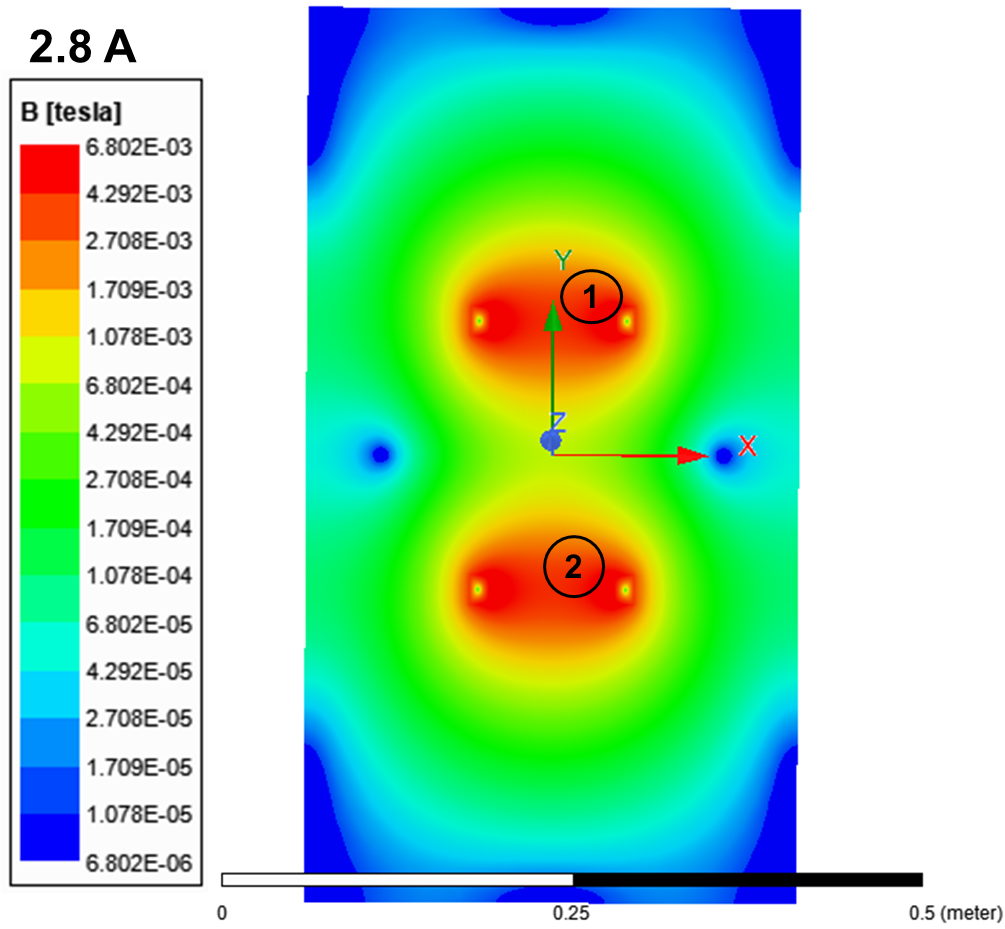 2.8 A
B [tesla]
6.802E-03
4.292E-03
2.708E-03
1.709E-03
1.078E-03
6.802E-04
4.292E-04
2.708E-04
1.709E-04
1.078E-04
6.802E-05
4.292E-05
2.708E-05
1.709E-05
1.078E-05
6.802E-06
Y
1
Z
X
2
0
0.25
0.5 (meter)